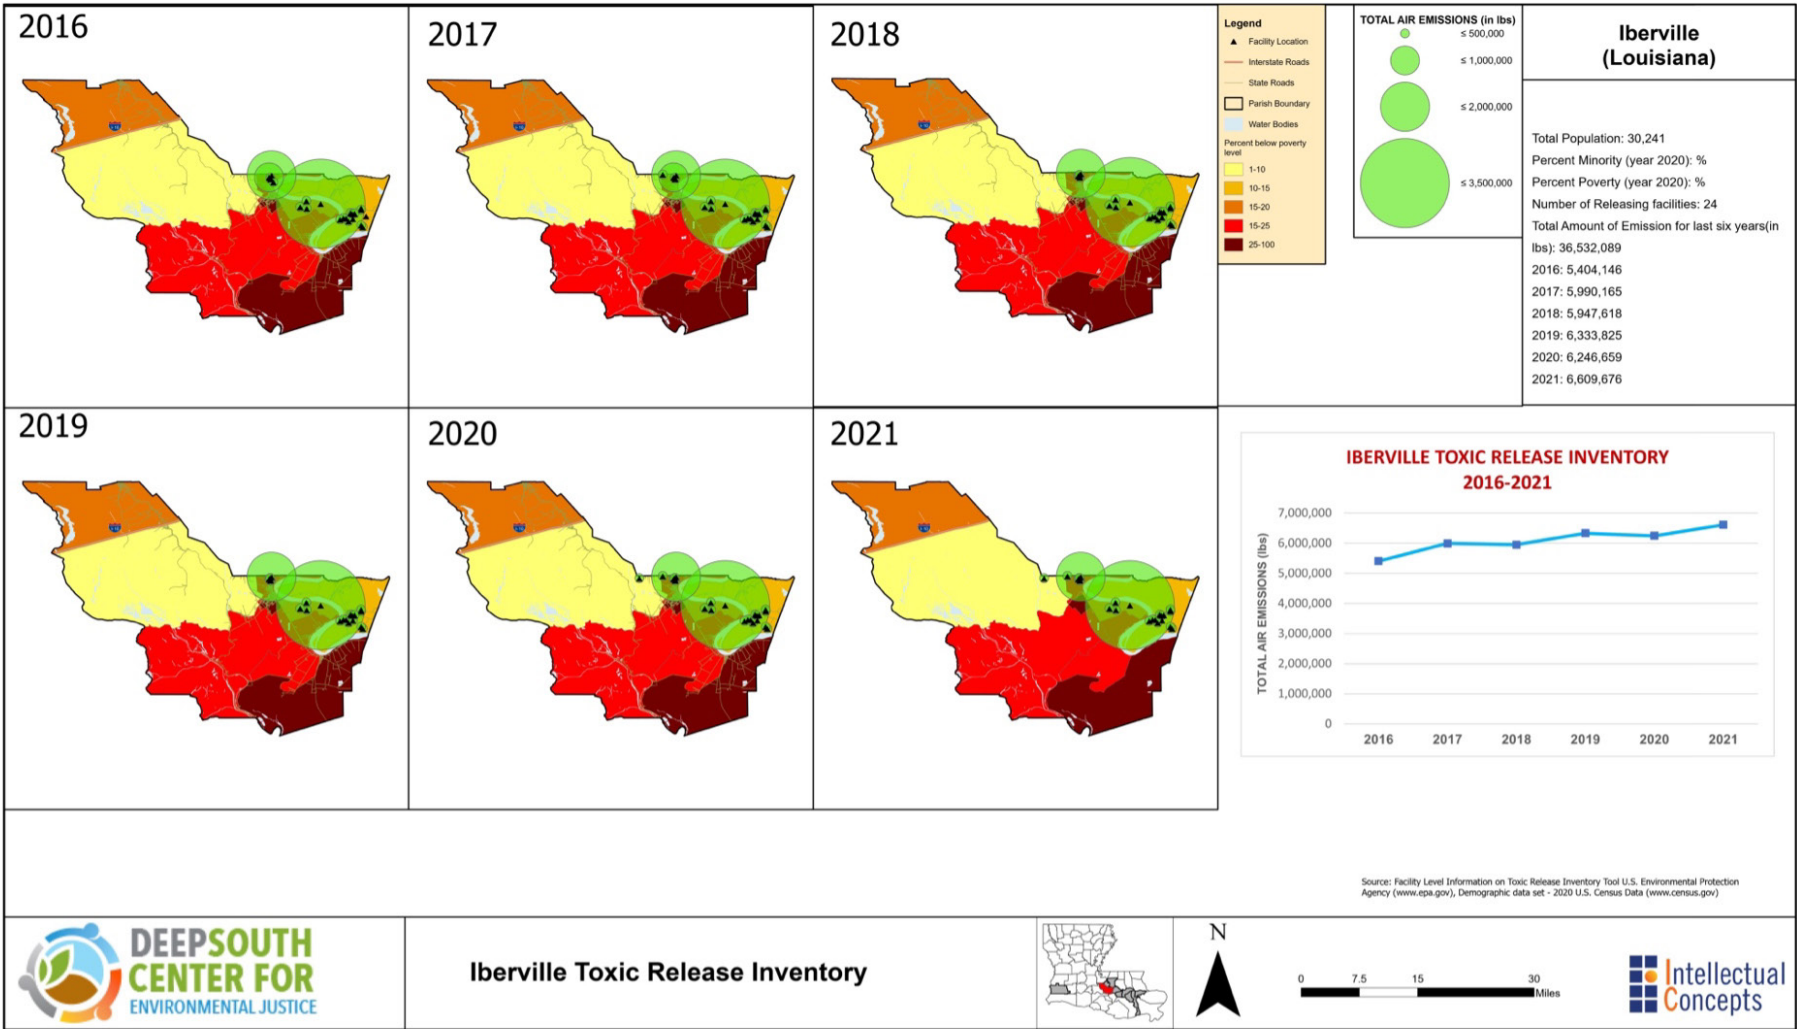 2016
2017
2018
Legend
Facility Location
Interstate Roads
State Roads
Parish Boundary
Water Bodies
Percent below poverty
level
1-10
10-15
15-20
15-25
25-100
TOTAL AIR EMISSIONS (in lbs)
≤ 500,000
≤ 1,000,000
≤ 2,000,000
≤ 3,500,000
Iberville
(Louisiana)
Total Population: 30,241
Percent Minority (year 2020): %
Percent Poverty (year 2020): %
Number of Releasing facilities: 24
Total Amount of Emission for last six years(in
lbs): 36,532,089
2016: 5,404,146
2017: 5,990,165
2018: 5,947,618
2019: 6,333,825
2020: 6,246,659
2021: 6,609,676
2019
2020
2021
IBERVILLE TOXIC RELEASE INVENTORY
2016-2021
TOTAL AIR EMISSIONS (lbs)
7,000,000
6,000,000
5,000,000
4,000,000
3,000,000
2,000,000
1,000,000
0
2016 2017 2018 2019 2020 2021
Source: Facility Level Information on Toxic Release Inventory Tool U.S. Environmental Protection
Agency (www.epa.gov), Demographic data set - 2020 U.S. Census Data (www.census.gov)
DEEPSOUTH
CENTER FOR
ENVIRONMENTAL JUSTICE
Iberville Toxic Release Inventory
N
0 7.5 15 30
Miles
Intellectual
Concepts